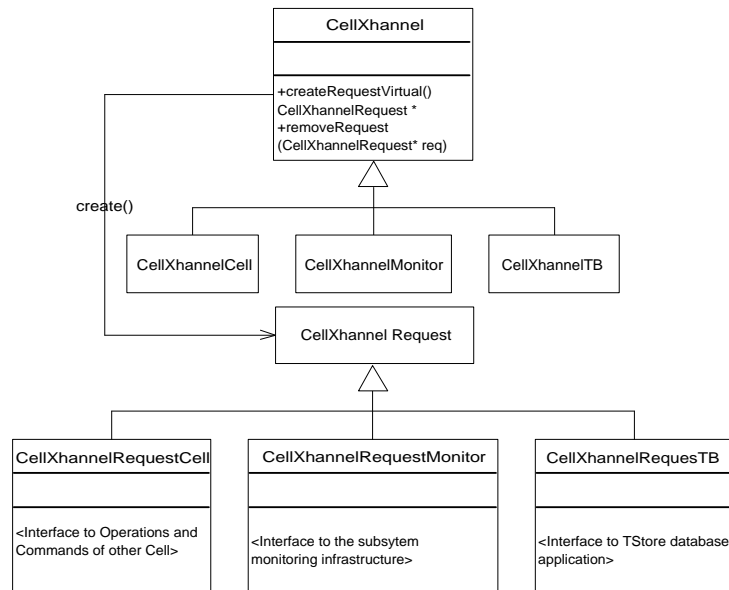 CellXhannel
+createRequestVirtual()
CellXhannelRequest *
+removeRequest
(CellXhannelRequest* req)
create()
CellXhannelCell
CellXhannelMonitor
CellXhannelTB
CellXhannel Request
CellXhannelRequestCell
CellXhannelRequestMonitor
CellXhannelRequesTB
<Interface to Operations and
Commands of other Cell>
<Interface to the subsytem
monitoring infrastructure>
<Interface to TStore database
application>